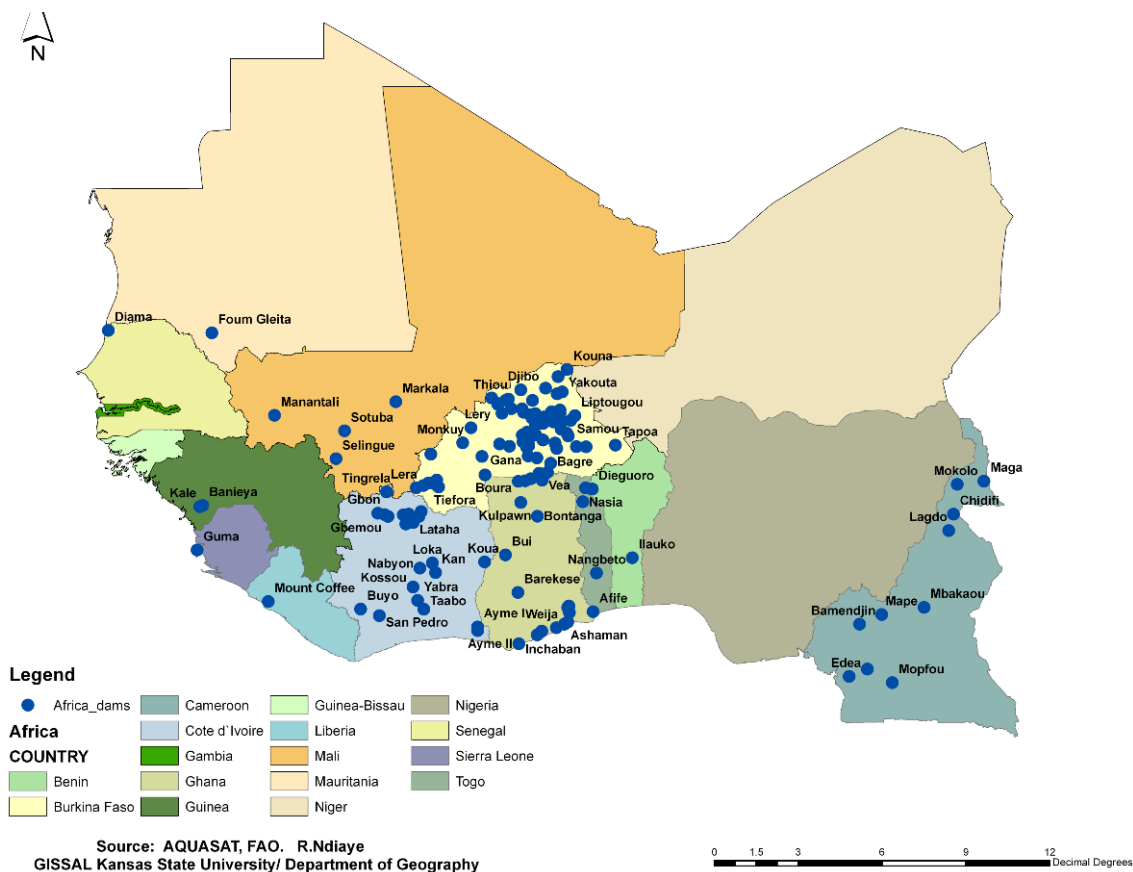 N
Diama
Foum Gleita
Kouna
Djibo
Thiou
Yakouta
Markala
Liptougou
Manantali
Lery
Sotuba
Samou
Monkuy
Tapoa
Selingue
Gana
Bagre
Mokolo
Maga
Tingrela
Lera
Dieguoro
Boura
Vea
Kale
Banieya
Gbon
Tiefora
Nasia
Chidifi
Kulpawn
Bontanga
Gbemou
Lataha
Lagdo
Guma
Loka
Koua
Bui
Ilauko
Nabyon
Kan
Nangbeto
Kossou
Yabra
Barekese
Mount Coffee
Buyo
Taabo
Afife
Mape
Mbakaou
Bamendjin
San Pedro
Ayme I
Weija
Ashaman
Ayme II
Inchaban
Edea
Mopfou
Legend
Africa_dams
Africa
COUNTRY
Benin
Burkina Faso
Cameroon
Cote d`Ivoire
Gambia
Ghana
Guinea
Guinea-Bissau
Liberia
Mali
Mauritania
Niger
Nigeria
Senegal
Sierra Leone
Togo
Source: AQUASAT, FAO. R.Ndiaye
GISSAL Kansas State University/ Department of Geography
0 1.5 3 6 9 12
Decimal Degrees